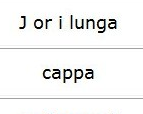 J or i lunga
cappa